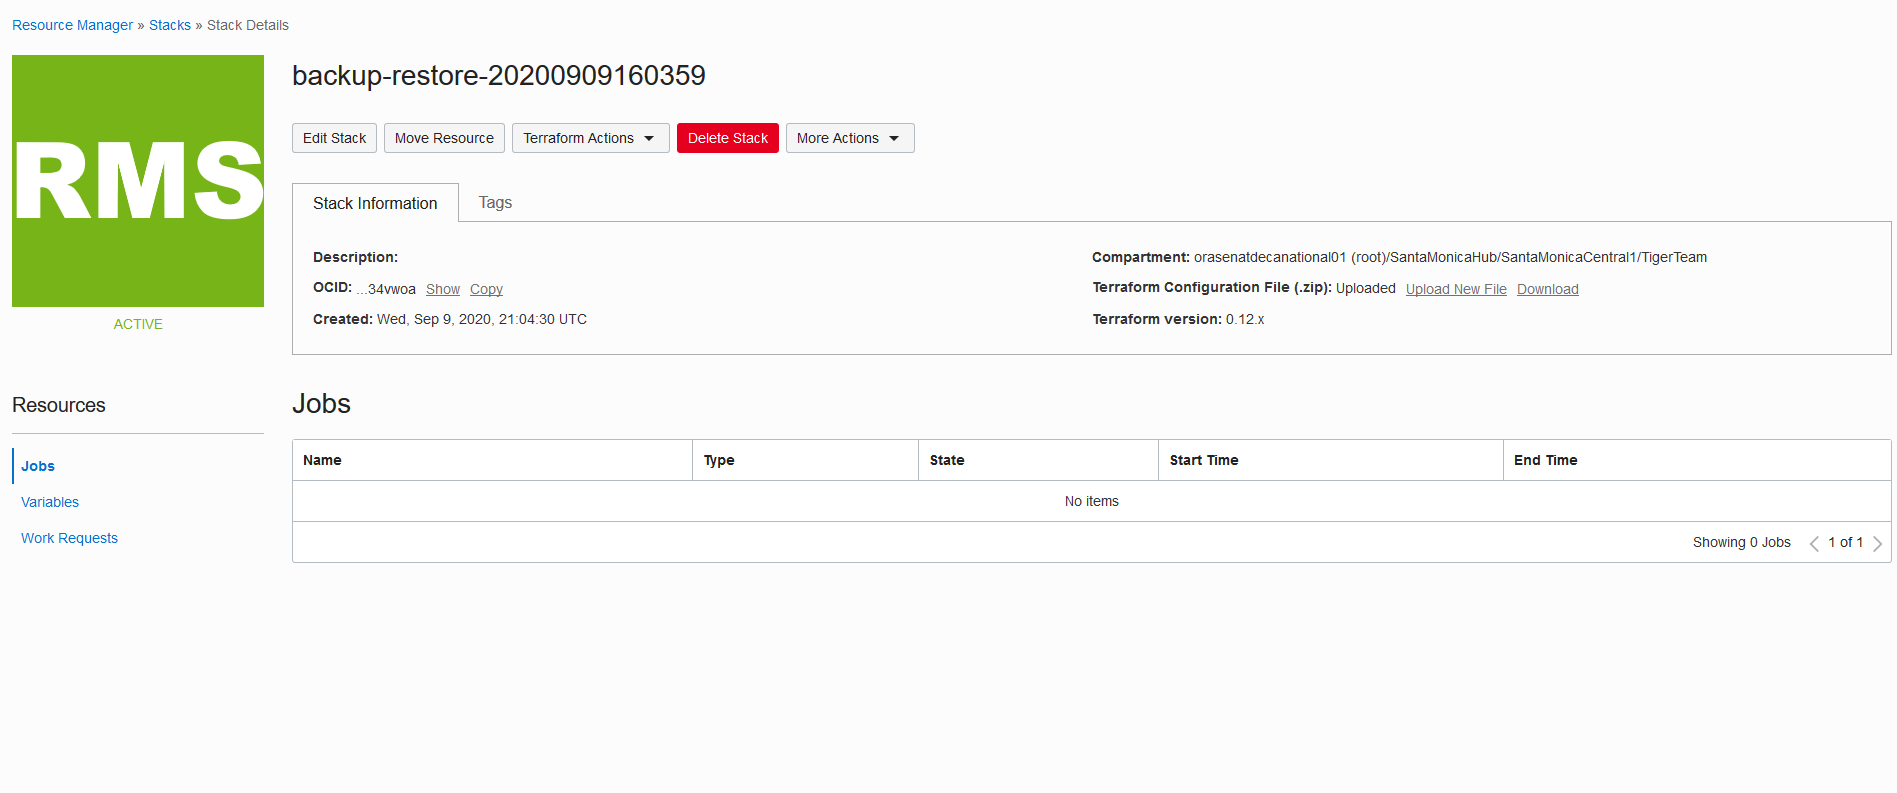 Resource Manager » Stacks » Stack Details
RMS
ACTIVE
backup-restore-20200909160359
Edit Stack Move Resource Terraform Actions Delete Stack More Actions
Stack Information Tags
Description:
OCID: ...34vwoa Show Copy
Created: Wed, Sep 9, 2020, 21:04:30 UTC
Compartment: orasenatdecanational01 (root)/SantaMonicaHub/SantaMonicaCentral1/TigerTeam
Terraform Configuration File (.zip): Uploaded Upload New File Download
Terraform version: 0.12.x
Resources
Jobs
Variables
Work Requests
Jobs
Name Type State Start Time End Time
No items
Showing 0 Jobs 1 of 1